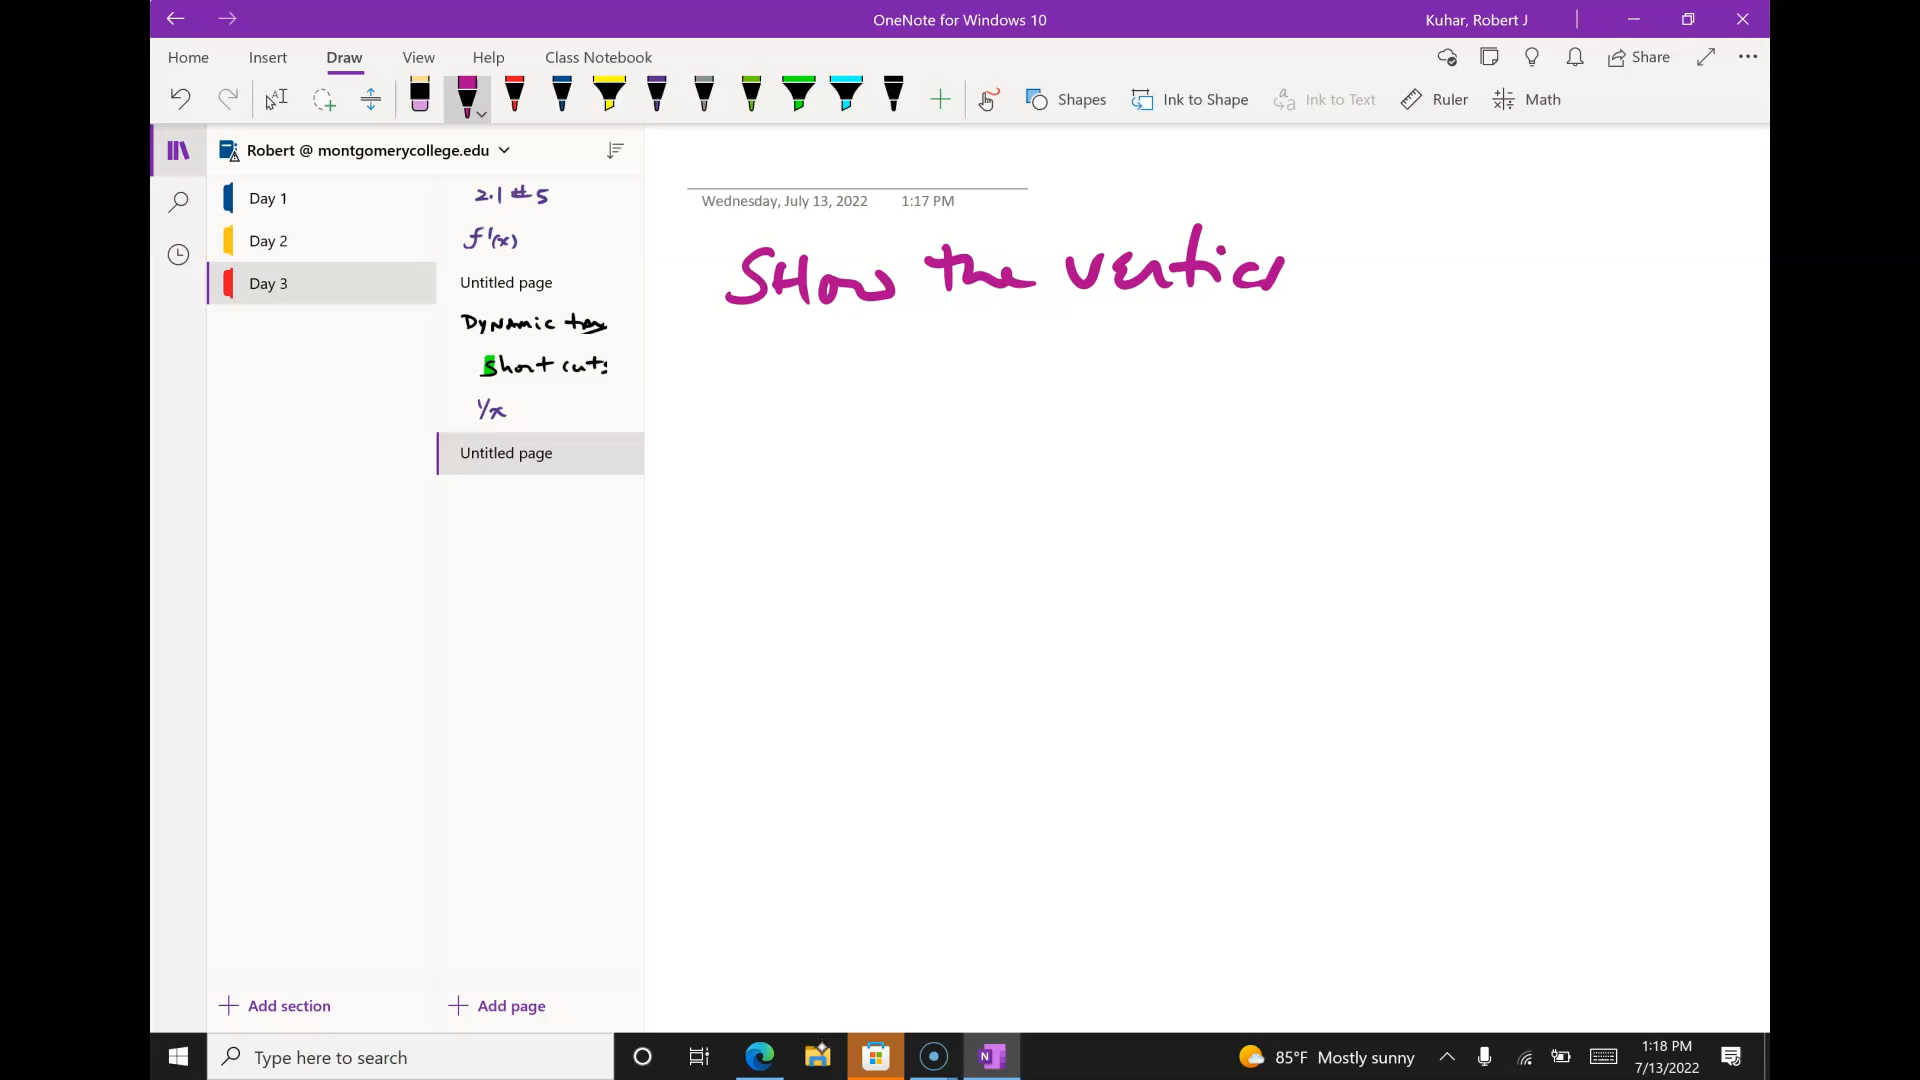 OneNote for Windows 10
Kuhar, Robert J
Home Insert Draw View Help Class Notebook
Share
Shapes Ink to Shape Ink to Text Ruler Math
Robert @ montgomerycollege.edu
Day 1
Day 2
Day 3
2.1 # 5
f'(x)
Untitled page
Dynamic
Short cuts
1/x
Untitled page
Wednesday, July 13, 2022 1:17 PM
SHow the
Add section
Add page
Type here to search
85°F Mostly sunny
1:18 PM
7/13/2022